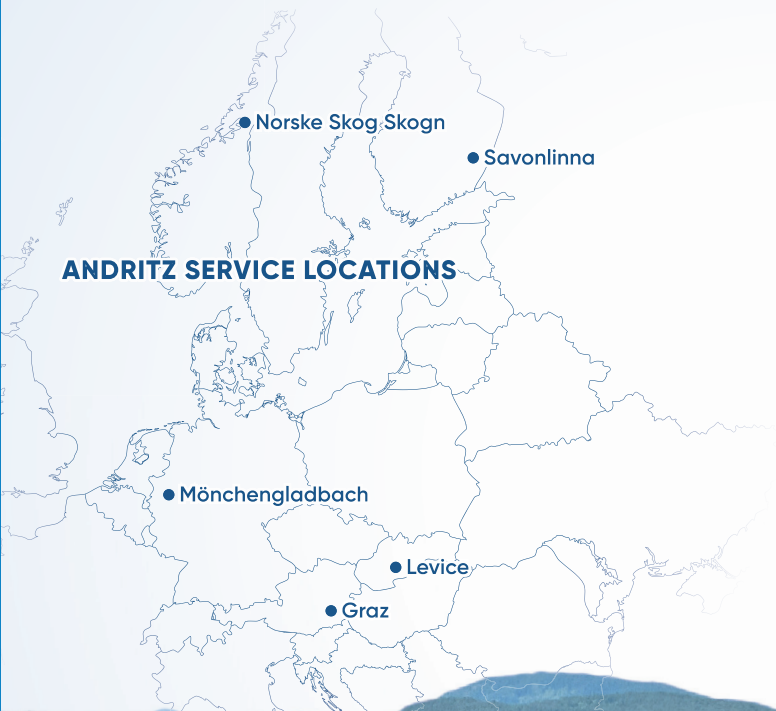 Norske Skog Skogn
Savonlinna
ANDRITZ SERVICE LOCATIONS
Mönchengladbach
Levice
Graz